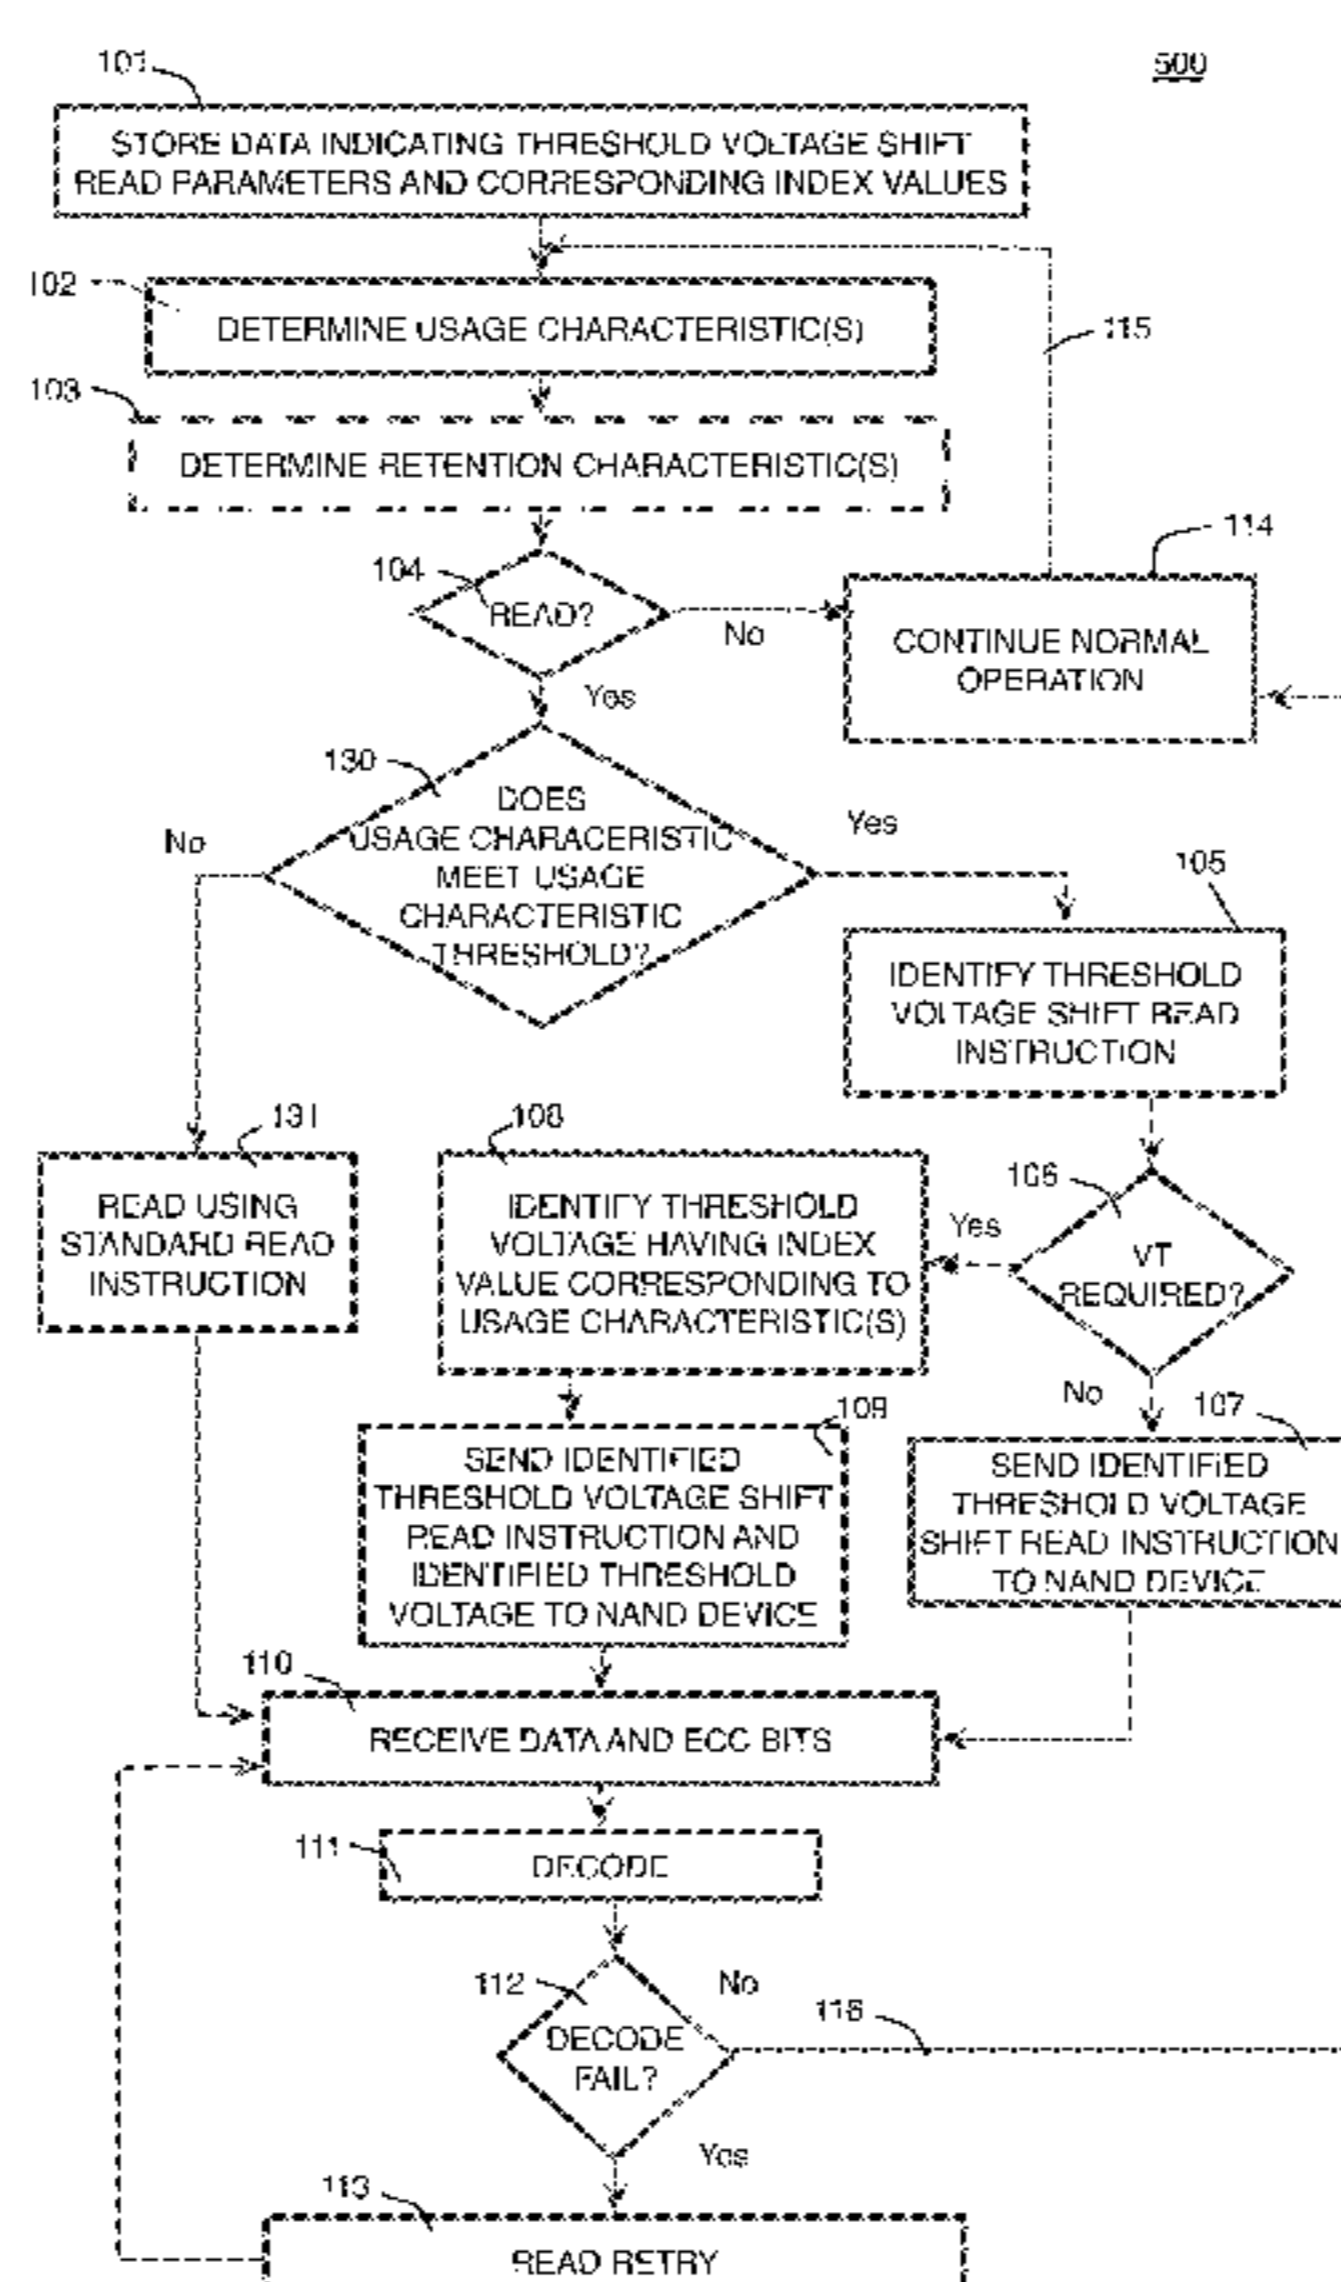 101
500
STORE DATA INDICATING THRESHOLD VOLTAGE SHIFT
READ PARAMETERS AND CORRESPONDING INDEX VALUES
102
DETERMINE USAGE CHARACTERISTIC(S)
115
103
DETERMINE RETENTION CHARACTERISTIC(S)
104
READ?
No
Yes
114
CONTINUE NORMAL
OPERATION
130
DOES
USAGE CHARACERISTIC
MEET USAGE
CHARACTERISTIC
THRESHOLD?
No
Yes
105
IDENTIFY THRESHOLD
VOLTAGE SHIFT READ
INSTRUCTION
131
READ USING
STANDARD READ
INSTRUCTION
108
IDENTIFY THRESHOLD
VOLTAGE HAVING INDEX
VALUE CORRESPONDING TO
USAGE CHARACTERISTIC(S)
106
Yes
VT
REQUIRED?
No
109
SEND IDENTIFIED
THRESHOLD VOLTAGE SHIFT
READ INSTRUCTION AND
IDENTIFIED THRESHOLD
VOLTAGE TO NAND DEVICE
107
SEND IDENTIFIED
THRESHOLD VOLTAGE
SHIFT READ INSTRUCTION
TO NAND DEVICE
110
RECEIVE DATA AND ECC BITS
111
DECODE
112
DECODE
FAIL?
No
116
Yes
113
READ RETRY